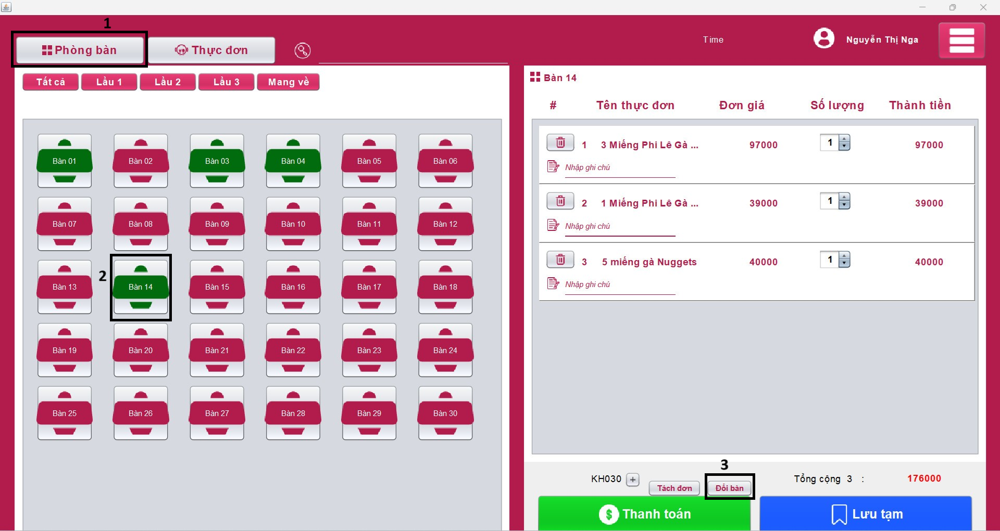 1
Phòng bàn
Thực đơn
Time
Nguyễn Thị Nga
Tất cả
Lầu 1
Lầu 2
Lầu 3
Mang về
Bàn 14
#
Tên thực đơn
Đơn giá
Số lượng
Thành tiền
Bàn 01
Bàn 02
Bàn 03
Bàn 04
Bàn 05
Bàn 06
Bàn 07
Bàn 08
Bàn 09
Bàn 10
Bàn 11
Bàn 12
2
Bàn 13
Bàn 14
Bàn 15
Bàn 16
Bàn 17
Bàn 18
Bàn 19
Bàn 20
Bàn 21
Bàn 22
Bàn 23
Bàn 24
Bàn 25
Bàn 26
Bàn 27
Bàn 28
Bàn 29
Bàn 30
1 3 Miếng Phi Lê Gà ... 97000 1 97000
Nhập ghi chú
2 1 Miếng Phi Lê Gà ... 39000 1 39000
Nhập ghi chú
3 5 miếng gà Nuggets 40000 1 40000
Nhập ghi chú
3
KH030 +
Tách đơn
Đổi bàn
Tổng cộng 3 : 176000
$ Thanh toán
Lưu tạm